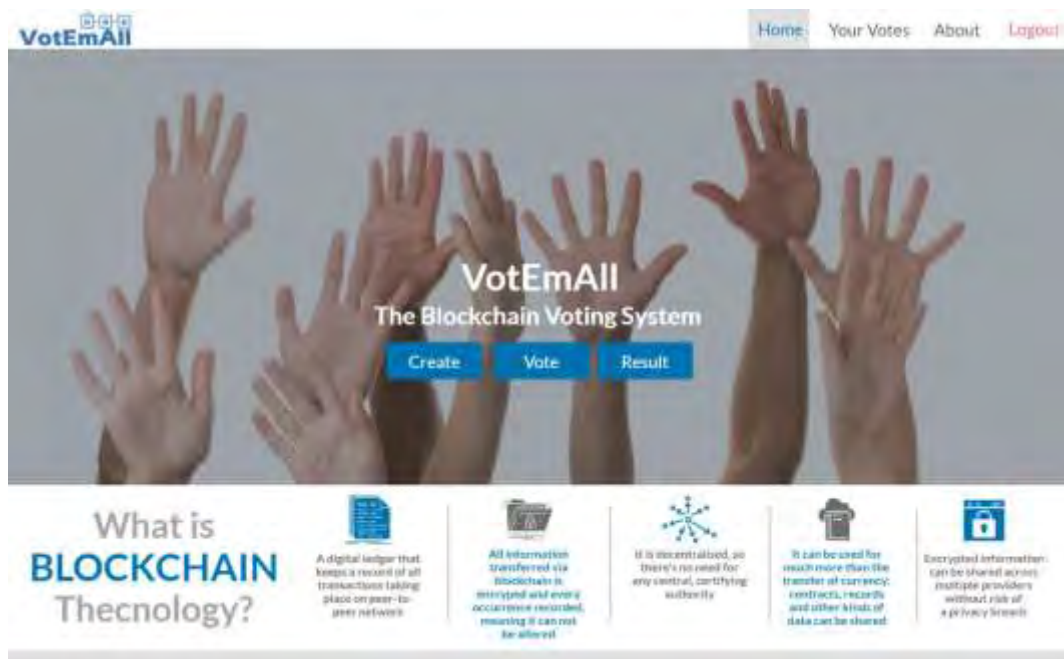 VotEmAll
Home Your Votes About Logout
VotEmAll
The Blockchain Voting System
Create Vote Result
What is
BLOCKCHAIN
Thecnology?
A digital ledger that
keeps a record of all
transactions taking
place on peer-to-
peer network
All information
transferred via
blockchain is
encryped and every
occurrence recorded,
meaning it can not
be altered
It is decentralised, so
there's no need for
any central, certifying
authority
It can be used for
much more than the
transfer of currency:
contracts, records
and other kinds of
data can be shared
Encrypted information
can be shared across
multiple providers
without risk of
a privacy breach